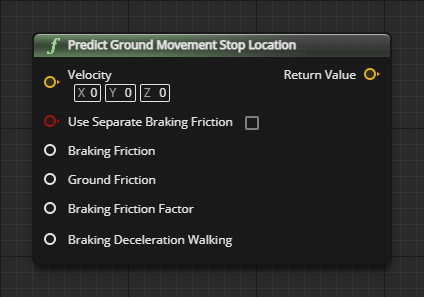 f Predict Ground Movement Stop Location
Velocity Return Value
X 0 Y 0 Z 0
Use Separate Braking Friction
Braking Friction
Ground Friction
Braking Friction Factor
Braking Deceleration Walking